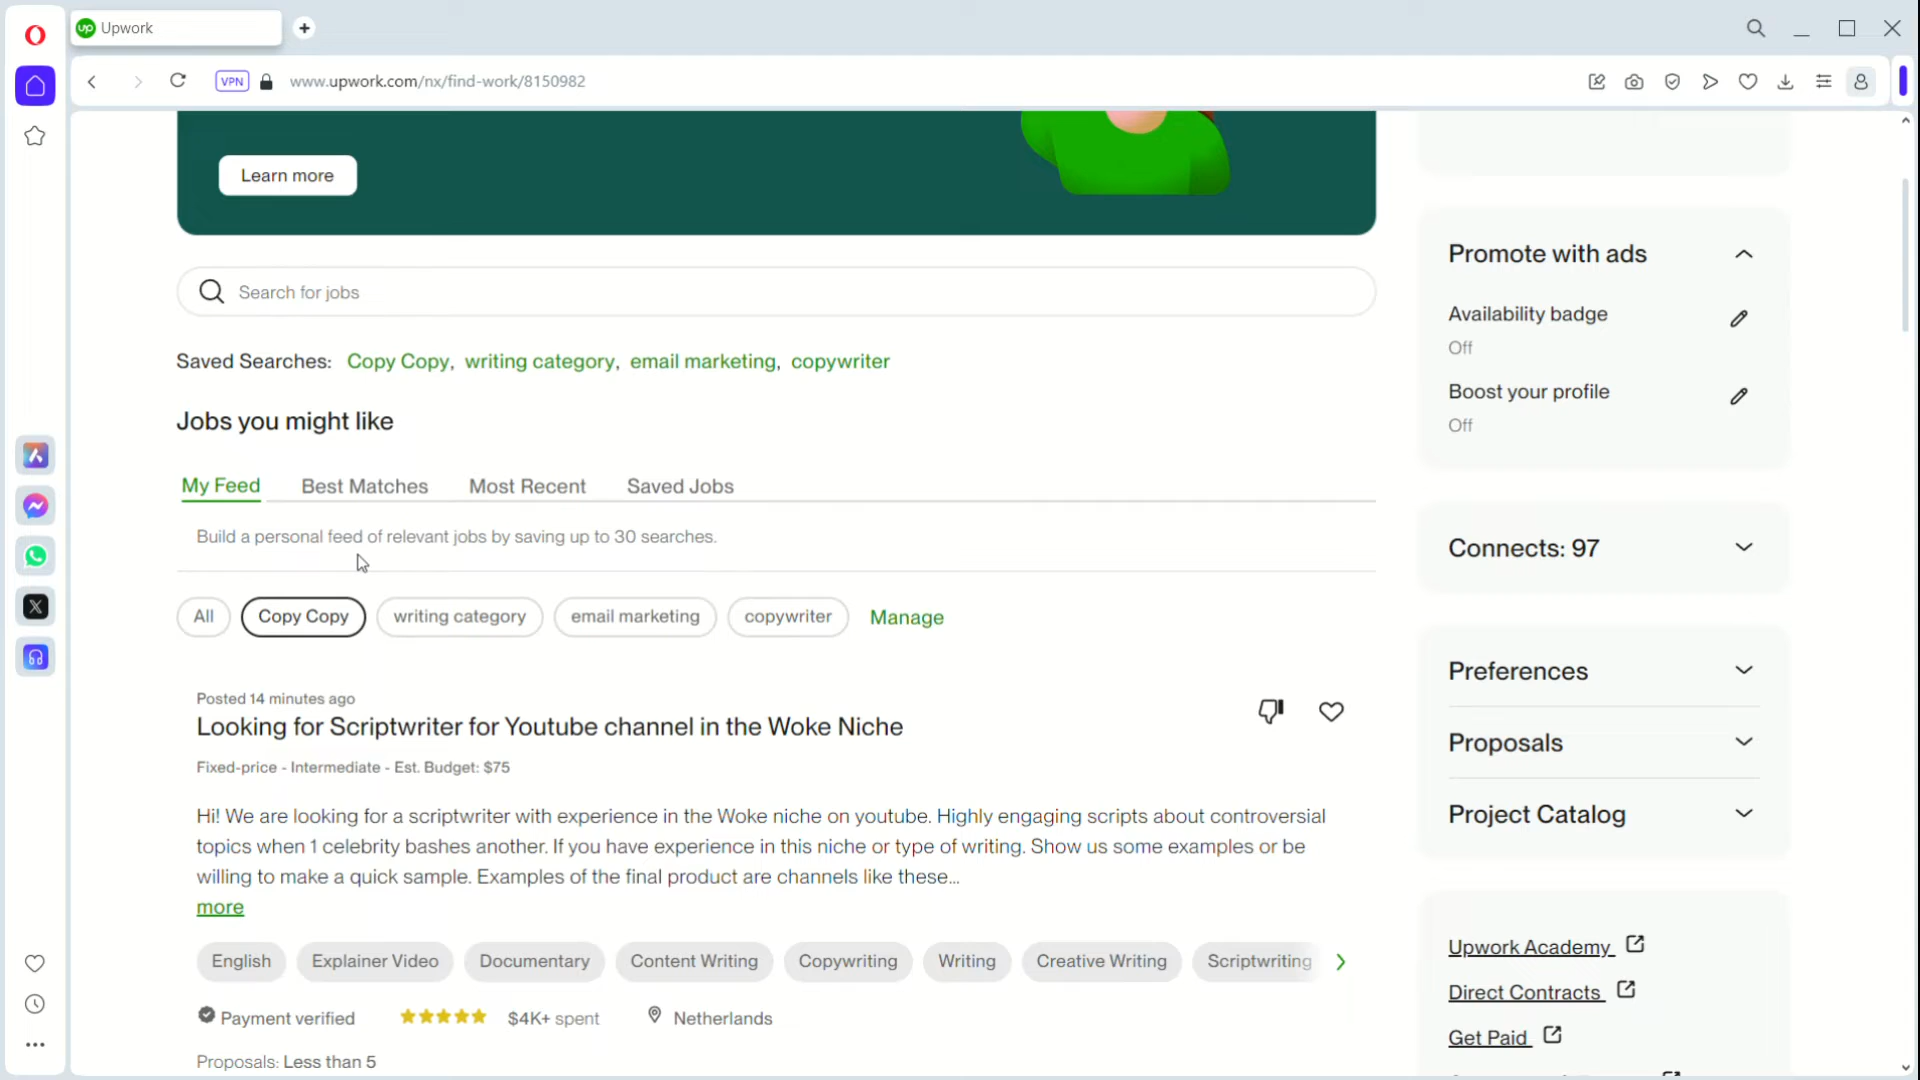 Upwork
VPN
www.upwork.com/nx/find-work/8150982
Learn more
Search for jobs
Saved Searches: Copy Copy, writing category, email marketing, copywriter
Jobs you might like
My Feed
Best Matches
Most Recent
Saved Jobs
Build a personal feed of relevant jobs by saving up to 30 searches.
All
Copy Copy
writing category
email marketing
copywriter
Manage
Posted 14 minutes ago
Looking for Scriptwriter for Youtube channel in the Woke Niche
Fixed-price - Intermediate - Est. Budget: $75
Hi! We are looking for a scriptwriter with experience in the Woke niche on youtube. Highly engaging scripts about controversial
topics when 1 celebrity bashes another. If you have experience in this niche or type of writing. Show us some examples or be
willing to make a quick sample. Examples of the final product are channels like these...
more
English
Explainer Video
Documentary
Content Writing
Copywriting
Writing
Creative Writing
Scriptwriting
Payment verified
$4K+ spent
Netherlands
Proposals: Less than 5
Promote with ads
Availability badge
Off
Boost your profile
Off
Connects: 97
Preferences
Proposals
Project Catalog
Upwork Academy
Direct Contracts
Get Paid